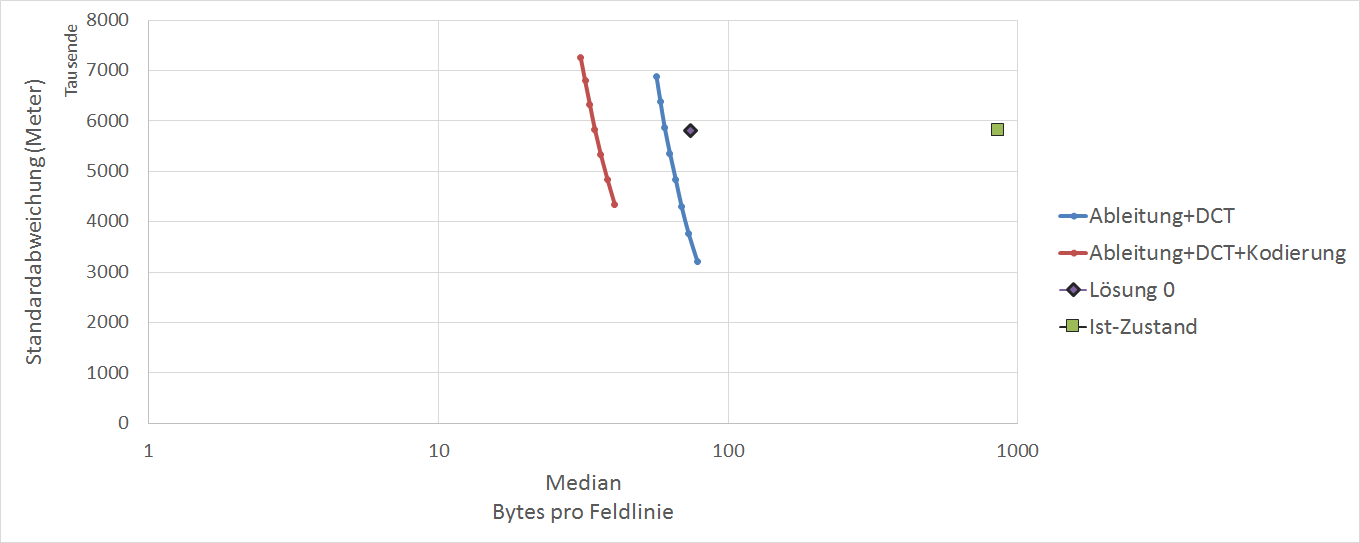 Standardabweichung (Meter)
Tausende
8000
7000
6000
5000
4000
3000
2000
1000
0
1
10
100
1000
Median
Bytes pro Feldlinie
Ableitung+DCT
Ableitung+DCT+Kodierung
Lösung 0
Ist-Zustand